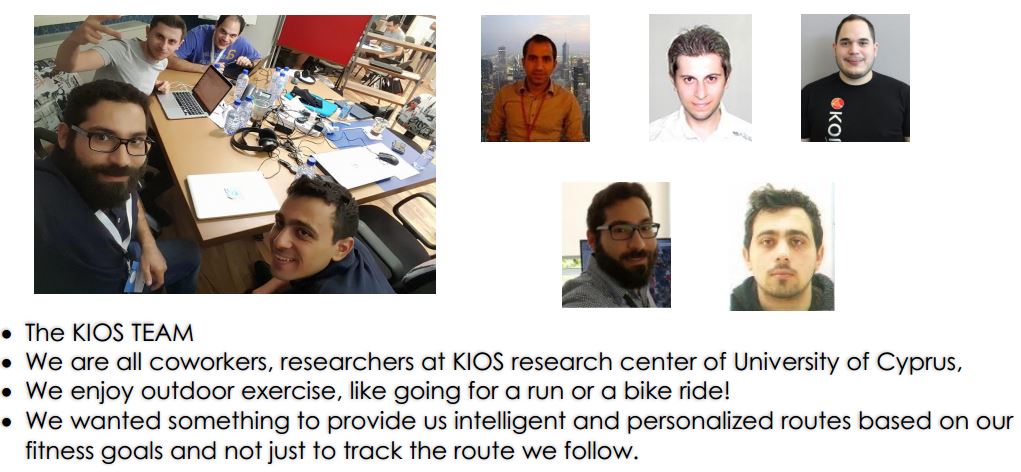 KOI
• The KIOS TEAM
• We are all coworkers, researchers at KIOS research center of University of Cyprus,
• We enjoy outdoor exercise, like going for a run or a bike ride!
• We wanted something to provide us intelligent and personalized routes based on our
fitness goals and not just to track the route we follow.